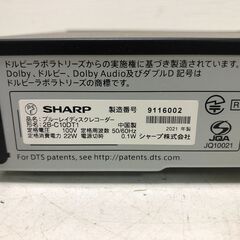 ドルビーラボラトリーズからの実施権に基づき製造されています。
Dolby、ドルビー、Dolby Audio及びダブルD記号は
ドルビーラボラトリーズの商標です。
SHARP 製造番号 9116002
品名 ブルーレイディスクレコーダー
形名 2B-C10DT1 中国製 2021年製
定格電圧 100V 定格周波数 50/60Hz
定格消費電力 22W 待機時 0.1W シャープ株式会社
For DTS patents, see http://patents.dts.com
JQA
JQ10021